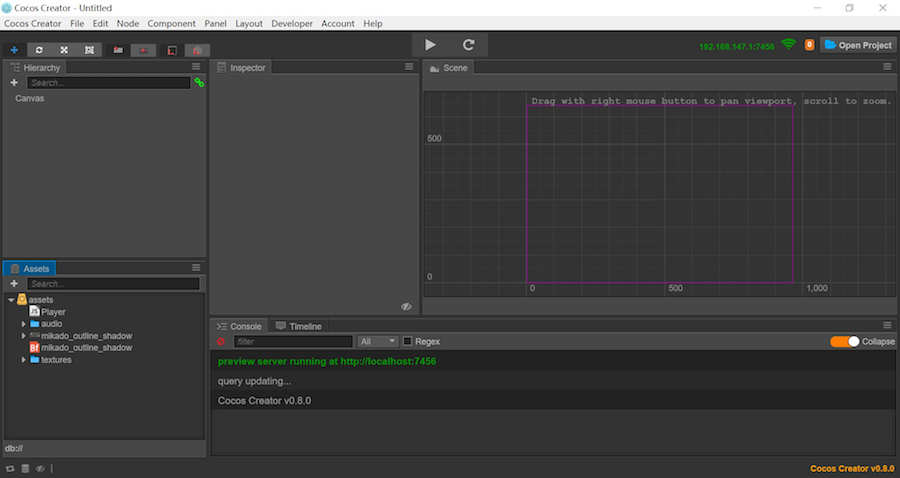 Cocos Creator - Untitled
Cocos Creator File Edit Node Component Panel Layout Developer Account Help
192.168.147.1:7456 0 Open Project
Hierarchy
Search...
Canvas
Inspector
Scene
Drag with right mouse button to pan viewport, scroll to zoom.
500
0
0 500 1,000
Assets
Search...
assets
JS Player
audio
mikado_outline_shadow
Bf mikado_outline_shadow
textures
db://
Console Timeline
filter All Regex Collapse
preview server running at http://localhost:7456
query updating...
Cocos Creator v0.8.0
Cocos Creator v0.8.0